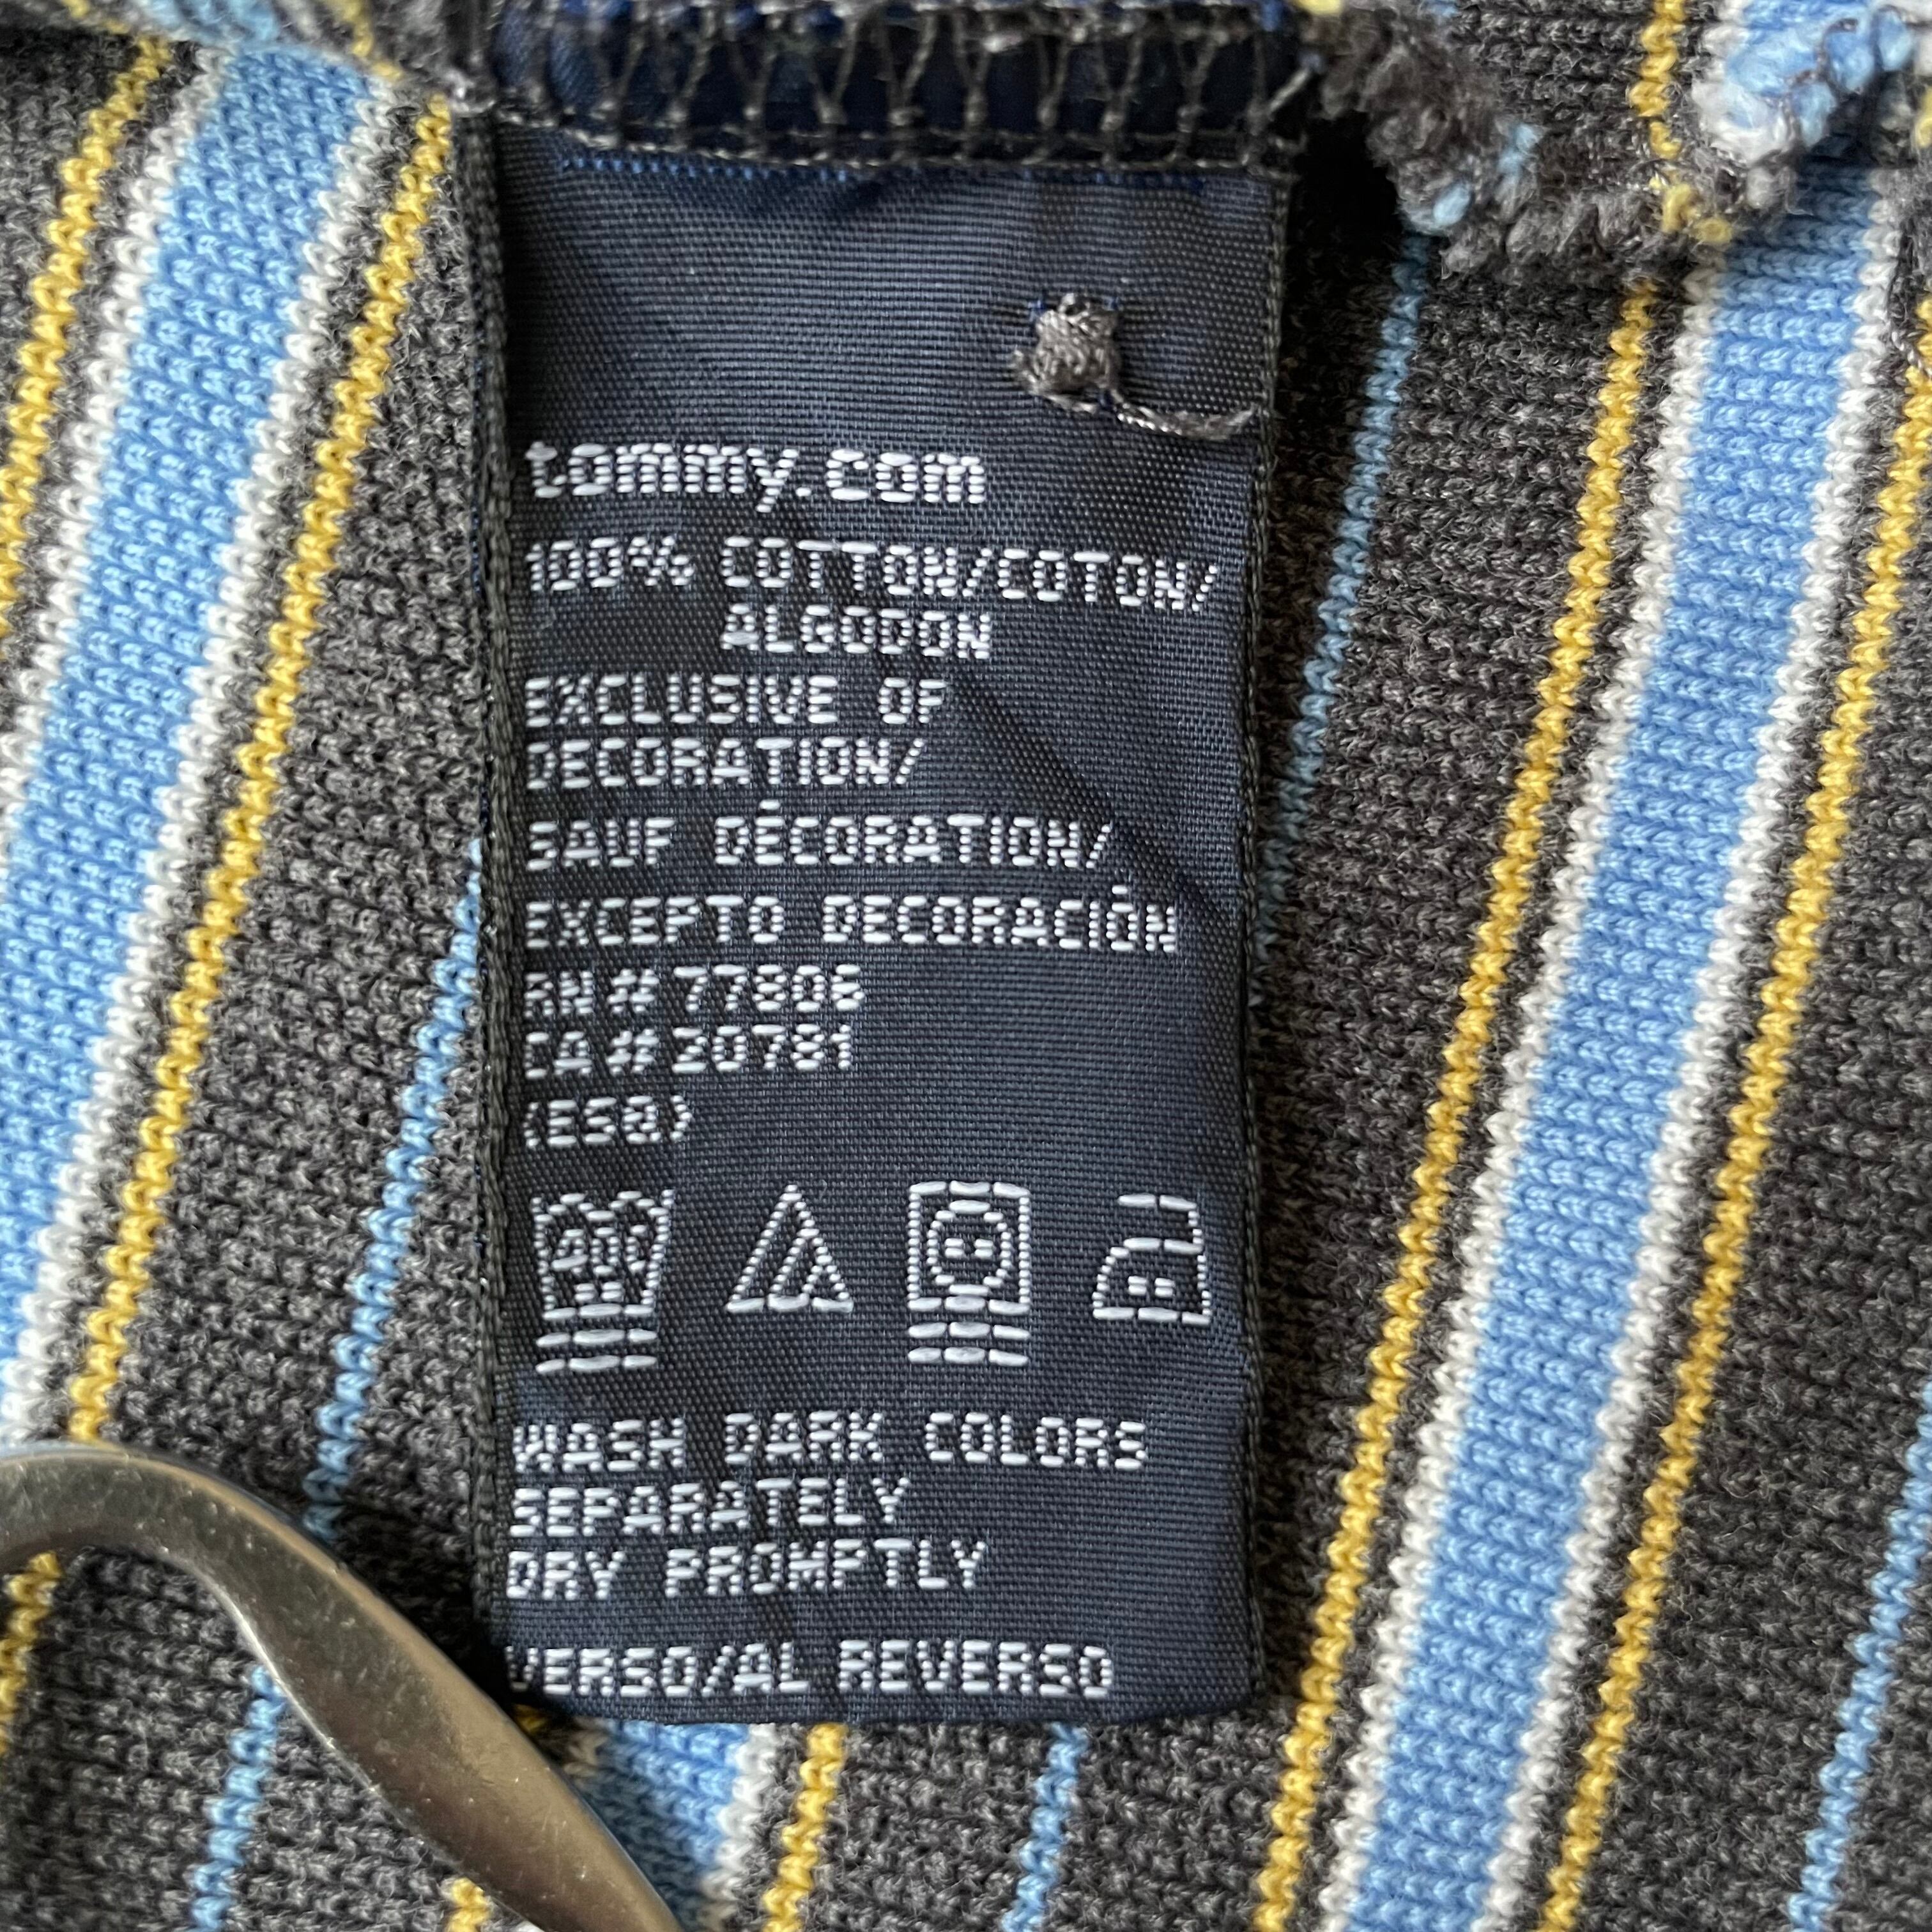 tommy.com
100% COTTON/COTON/
ALGODON
EXCLUSIVE OF
DECORATION/
SAUF DÉCORATION/
EXCEPTO DECORACIÓN
RN# 77806
CA# 20781
(ES0)
WASH DARK COLORS
SEPARATELY
DRY PROMPTLY
VERSO/AL REVERSO